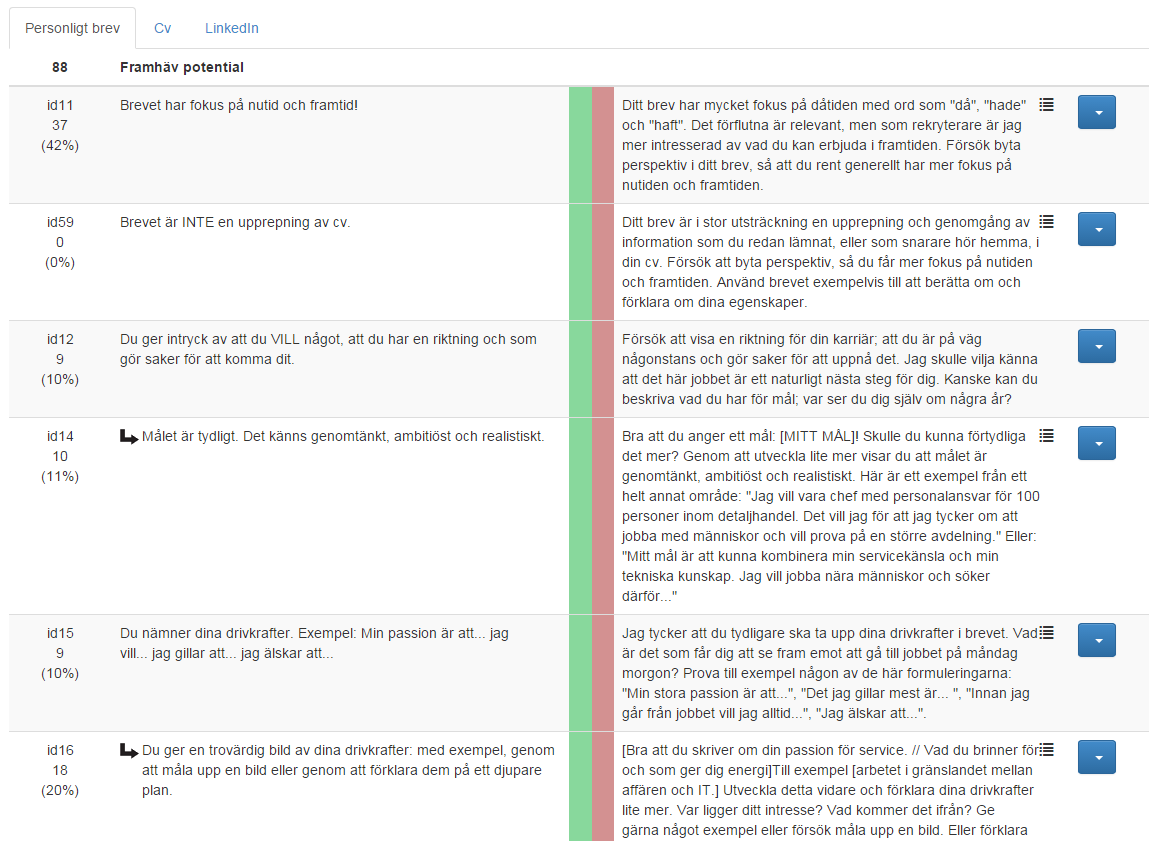 Personligt brev
Cv
LinkedIn
88
Framhäv potential
id11
37
(42%)
Brevet har fokus på nutid och framtid!
Ditt brev har mycket fokus på dåtiden med ord som "då", "hade"
och "haft". Det förflutna är relevant, men som rekryterare är jag
mer intresserad av vad du kan erbjuda i framtiden. Försök byta
perspektiv i ditt brev, så att du rent generellt har mer fokus på
nutiden och framtiden.
id59
0
(0%)
Brevet är INTE en upprepning av cv.
Ditt brev är i stor utsträckning en upprepning och genomgång av
information som du redan lämnat, eller som snarare hör hemma, i
din cv. Försök att byta perspektiv, så du får mer fokus på nutiden
och framtiden. Använd brevet exempelvis till att berätta om och
förklara om dina egenskaper.
id12
9
(10%)
Du ger intryck av att du VILL något, att du har en riktning och som
gör saker för att komma dit.
Försök att visa en riktning för din karriär; att du är på väg
någonstans och gör saker för att uppnå det. Jag skulle vilja känna
att det här jobbet är ett naturligt nästa steg för dig. Kanske kan du
beskriva vad du har för mål; var ser du dig själv om några år?
id14
10
(11%)
Målet är tydligt. Det känns genomtänkt, ambitiöst och realistiskt.
Bra att du anger ett mål: [MITT MÅL]! Skulle du kunna förtydliga
det mer? Genom att utveckla lite mer visar du att målet är
genomtänkt, ambitiöst och realistiskt. Här är ett exempel från ett
helt annat område: "Jag vill vara chef med personalansvar för 100
personer inom detaljhandel. Det vill jag för att jag tycker om att
jobba med människor och vill prova på en större avdelning." Eller:
"Mitt mål är att kunna kombinera min servicekänsla och min
tekniska kunskap. Jag vill jobba nära människor och söker
därför..."
id15
9
(10%)
Du nämner dina drivkrafter. Exempel: Min passion är att... jag
vill... jag gillar att... jag älskar att...
Jag tycker att du tydligare ska ta upp dina drivkrafter i brevet. Vad
är det som får dig att se fram emot att gå till jobbet på måndag
morgon? Prova till exempel någon av de här formuleringarna:
"Min stora passion är att...", "Det jag gillar mest är... ", "Innan jag
går från jobbet vill jag alltid...", "Jag älskar att...".
id16
18
(20%)
Du ger en trovärdig bild av dina drivkrafter: med exempel, genom
att måla upp en bild eller genom att förklara dem på ett djupare
plan.
[Bra att du skriver om din passion för service. // Vad du brinner för
och som ger dig energi]Till exempel [arbetet i gränslandet mellan
affären och IT.] Utveckla detta vidare och förklara dina drivkrafter
lite mer. Var ligger ditt intresse? Vad kommer det ifrån? Ge
gärna något exempel eller försök måla upp en bild. Eller förklara